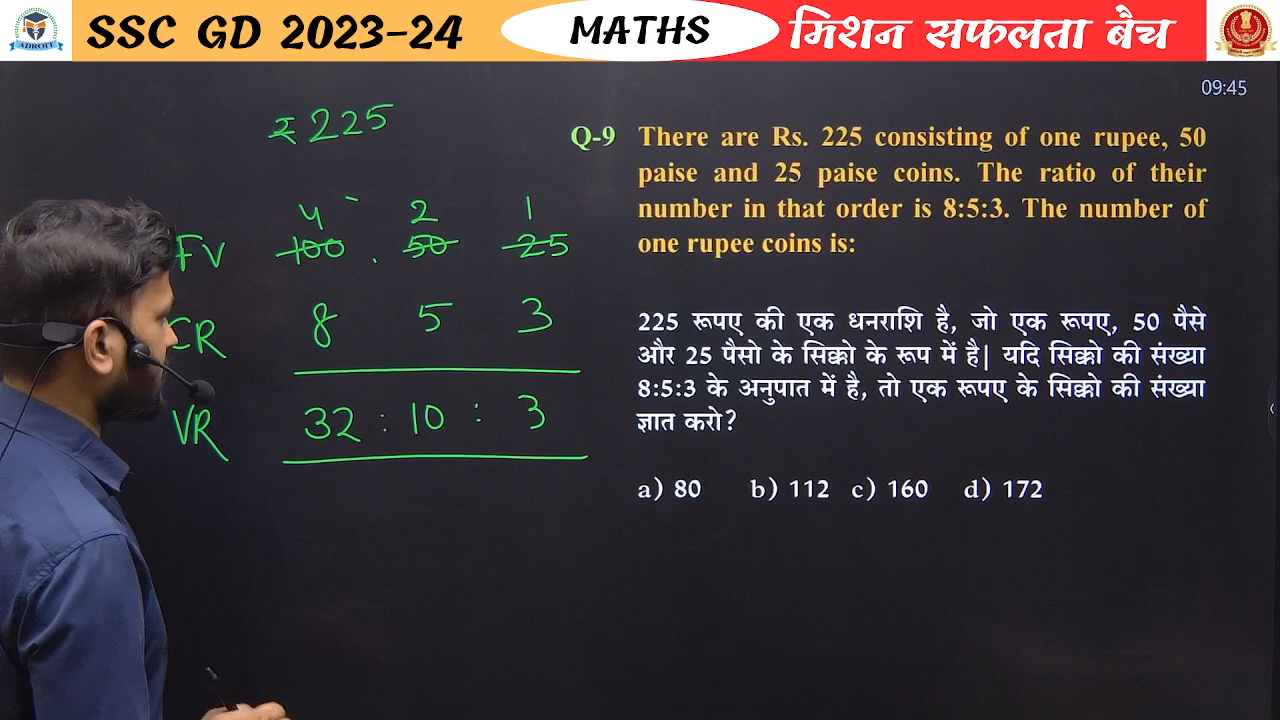 SSC GD 2023-24
MATHS
मिशन सफलता बैच
ADROIT
09:45
₹225
Q-9 There are Rs. 225 consisting of one rupee, 50
paise and 25 paise coins. The ratio of their
number in that order is 8:5:3. The number of
one rupee coins is:
4 2 1
FV 100 50 25
CR 8 5 3
VR 32 : 10 : 3
225 रूपए की एक धनराशि है, जो एक रूपए, 50 पैसे
और 25 पैसो के सिक्को के रूप में है| यदि सिक्को की संख्या
8:5:3 के अनुपात में है, तो एक रूपए के सिक्को की संख्या
ज्ञात करो?
a) 80 b) 112 c) 160 d) 172